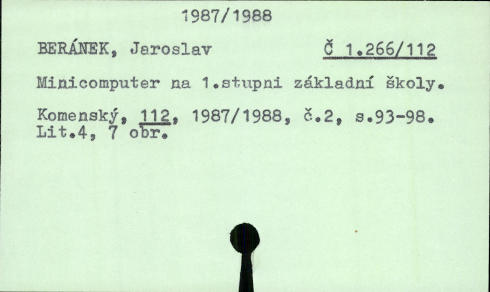 1987/1988
BERÁNEK, Jaroslav Č 1.266/112
Minicomputer na 1.stupni základní školy.
Komenský, 112, 1987/1988, č.2, s.93-98.
Lit.4, 7 obr.